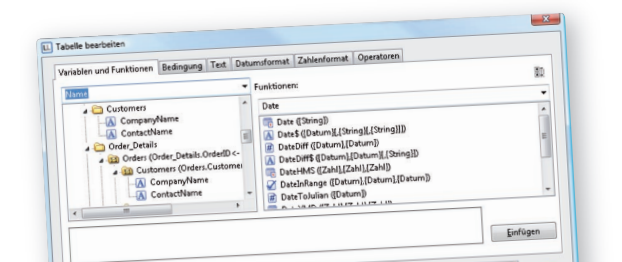 LL Tabelle bearbeiten
Variablen und Funktionen Bedingung Text Datumsformat Zahlenformat Operatoren
Name
Customers
CompanyName
ContactName
Order_Details
Orders (Order_Details.OrderID <-
Customers (Orders.Customer
CompanyName
ContactName
Funktionen:
Date
Date ([String])
Date$ ([Datum][,[String][,[String]]])
DateDiff ([Datum],[Datum])
DateDiff$ ([Datum],[Datum][,[String]])
DateHMS ([Zahl],[Zahl],[Zahl])
DateInRange ([Datum],[Datum],[Datum])
DateToJulian ([Datum])
Einfügen